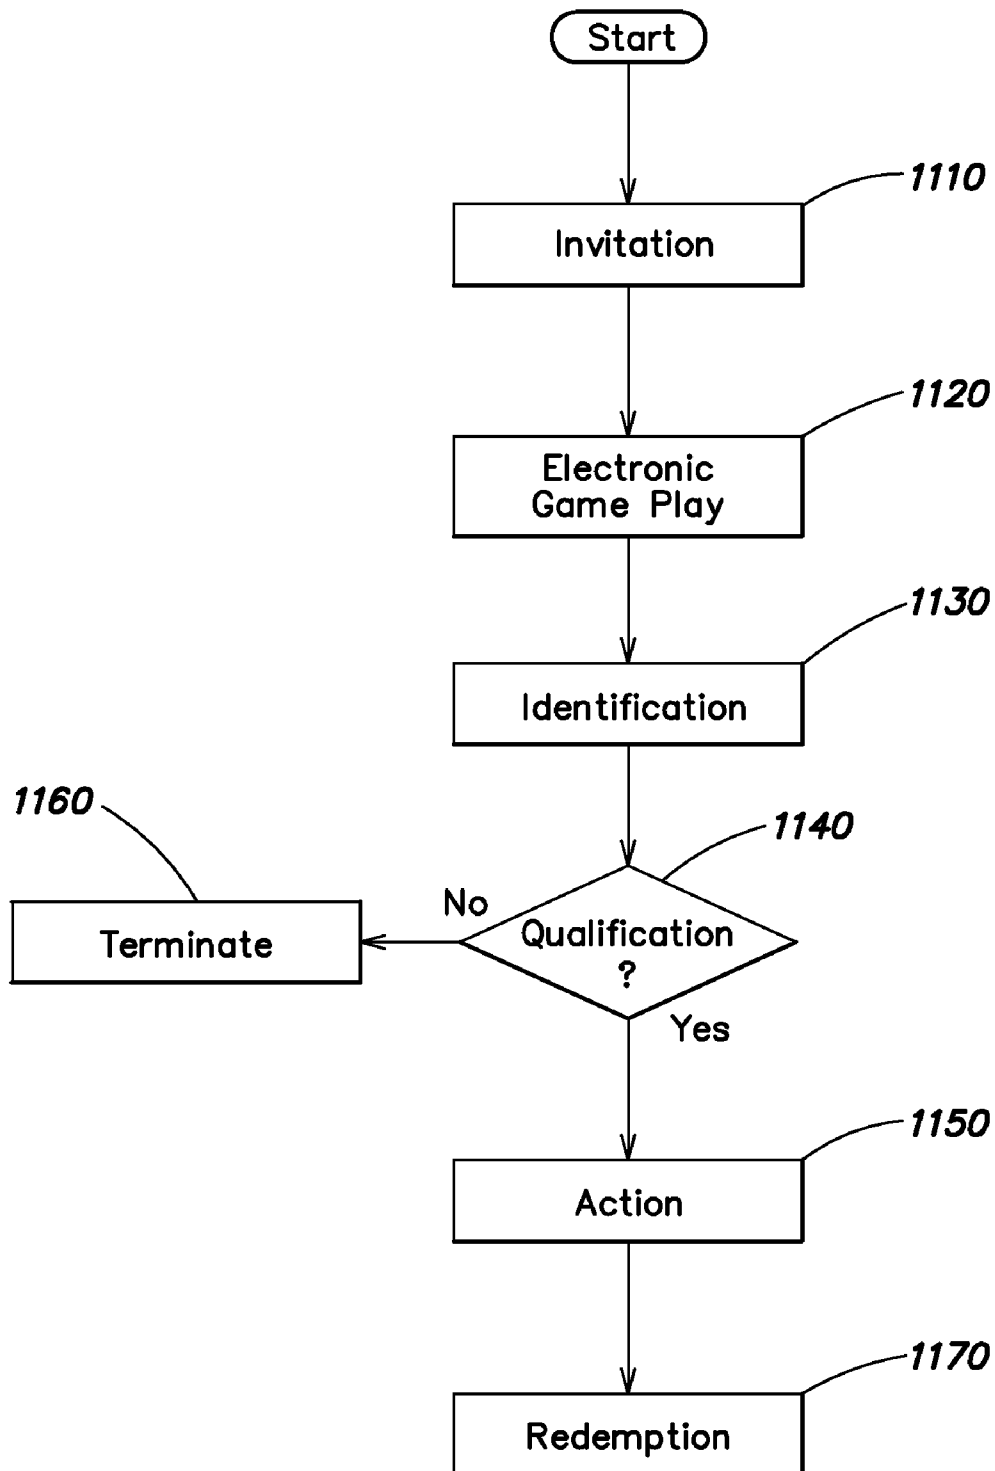 Start
1110
Invitation
1120
Electronic
Game Play
1130
Identification
1160
1140
No
Qualification
?
Terminate
Yes
1150
Action
1170
Redemption